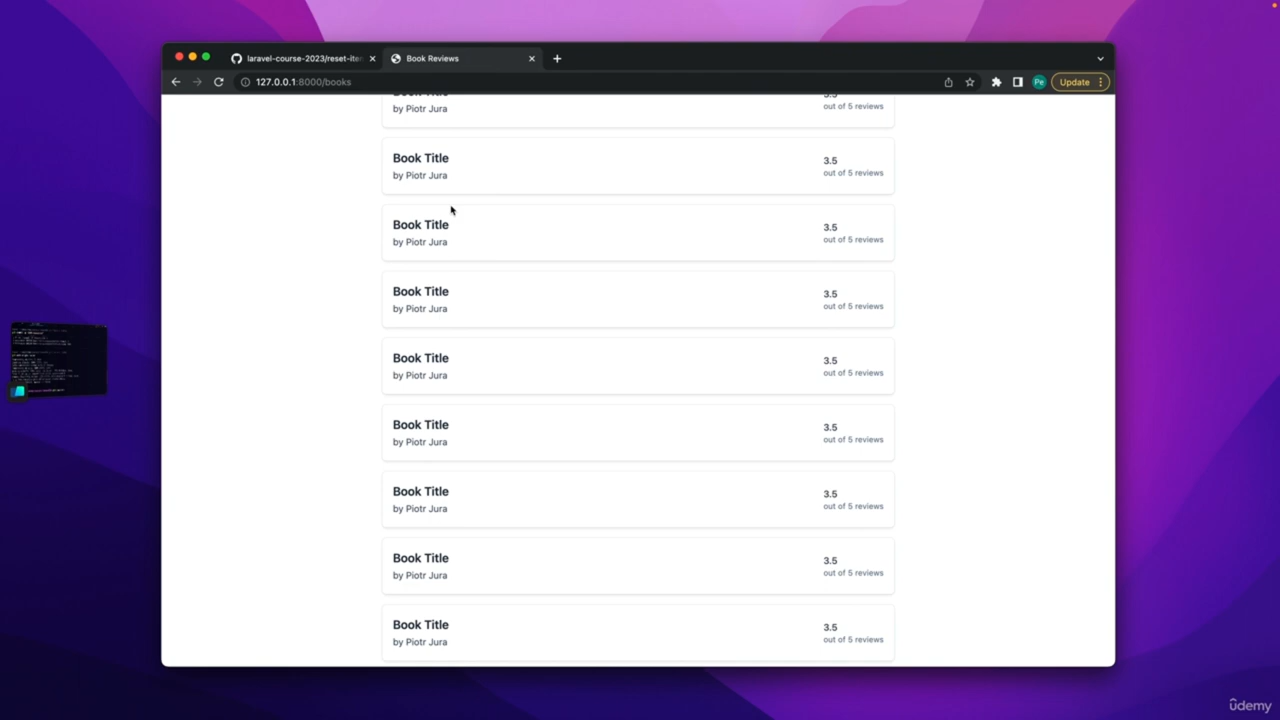 laravel-course-2023/reset-ite
Book Reviews
127.0.0.1:8000/books
Pe
Update
Book Title
3.5
by Piotr Jura
out of 5 reviews
Book Title
3.5
by Piotr Jura
out of 5 reviews
Book Title
3.5
by Piotr Jura
out of 5 reviews
Book Title
3.5
by Piotr Jura
out of 5 reviews
Book Title
3.5
by Piotr Jura
out of 5 reviews
Book Title
3.5
by Piotr Jura
out of 5 reviews
Book Title
3.5
by Piotr Jura
out of 5 reviews
Book Title
3.5
by Piotr Jura
out of 5 reviews
Book Title
3.5
by Piotr Jura
out of 5 reviews
udemy